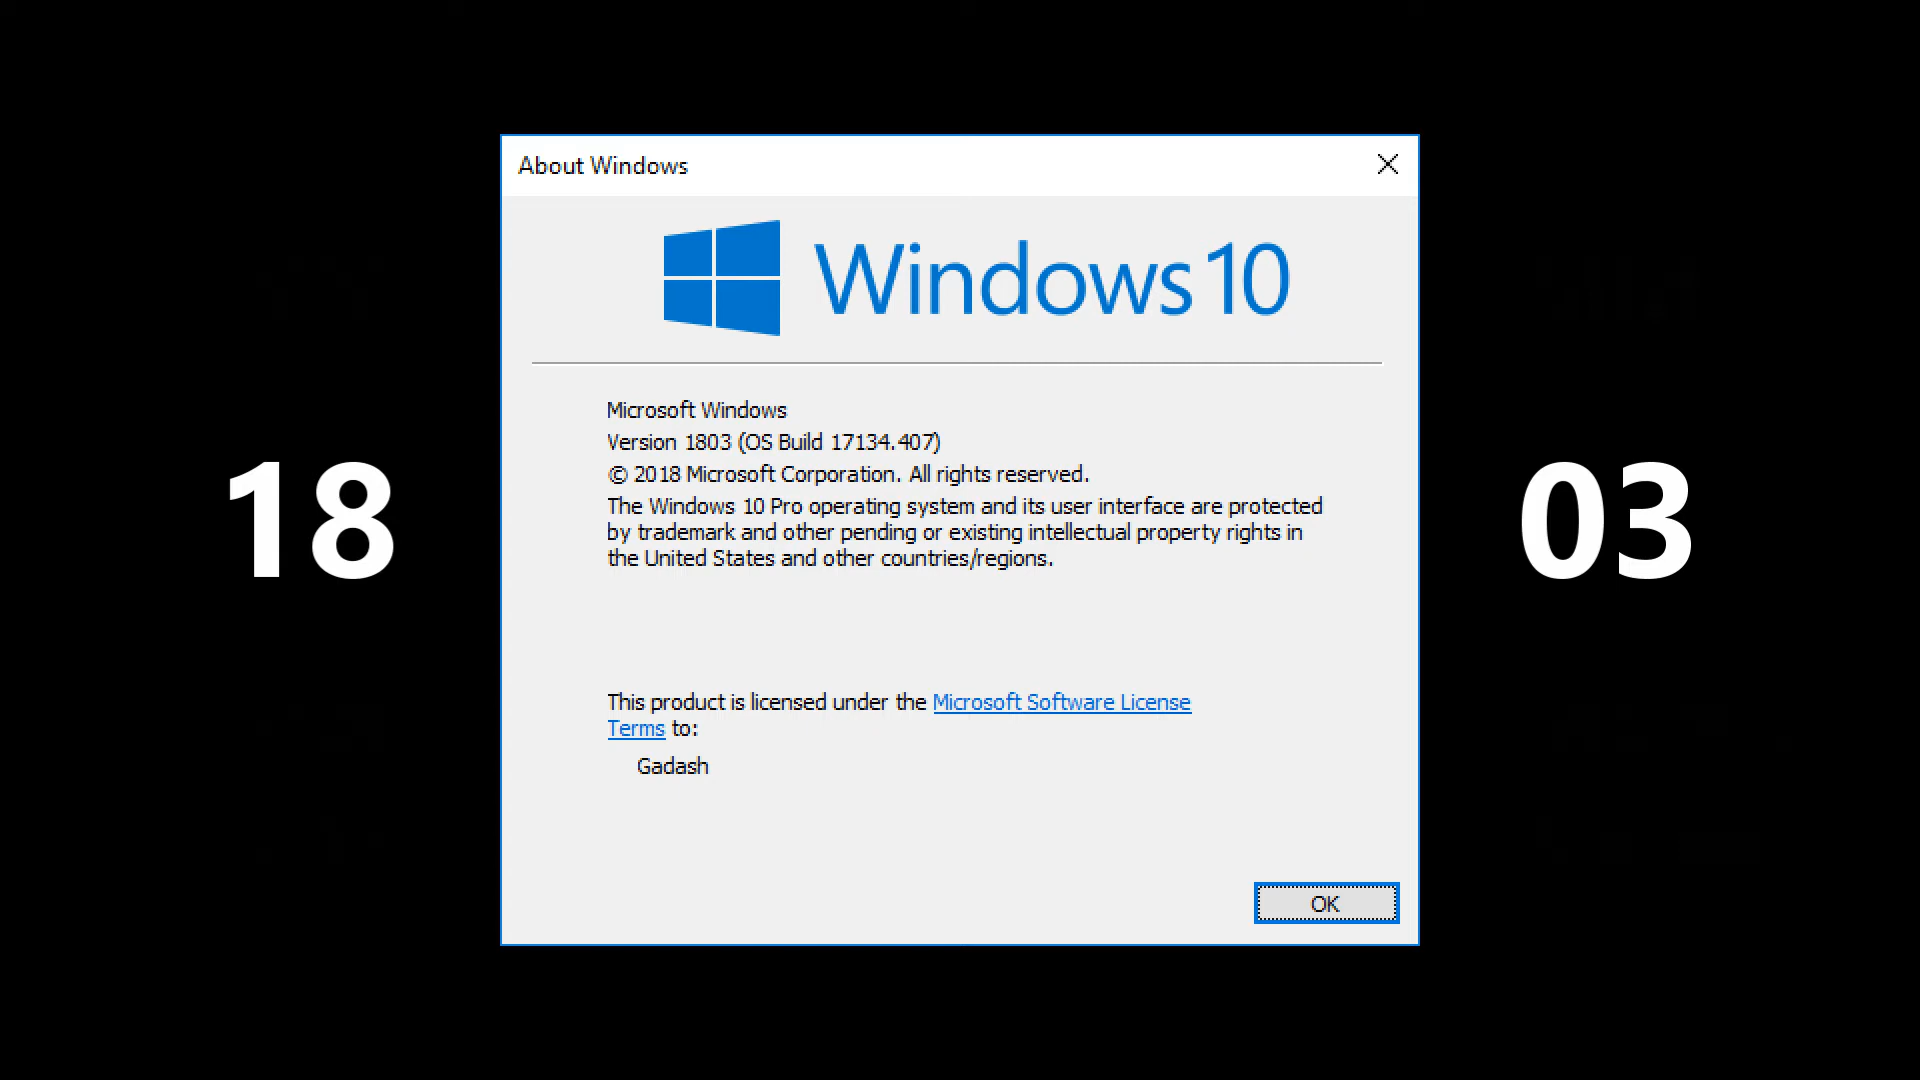 About Windows
Windows 10
Microsoft Windows
Version 1803 (OS Build 17134.407)
© 2018 Microsoft Corporation. All rights reserved.
The Windows 10 Pro operating system and its user interface are protected
by trademark and other pending or existing intellectual property rights in
the United States and other countries/regions.
18
03
This product is licensed under the Microsoft Software License
Terms to:
Gadash
OK